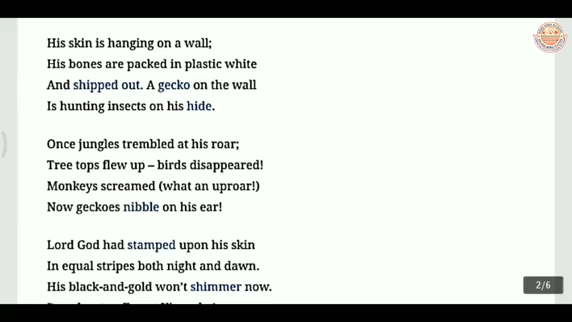 His skin is hanging on a wall;
His bones are packed in plastic white
And shipped out. A gecko on the wall
Is hunting insects on his hide.
Once jungles trembled at his roar;
Tree tops flew up – birds disappeared!
Monkeys screamed (what an uproar!)
Now geckoes nibble on his ear!
Lord God had stamped upon his skin
In equal stripes both night and dawn.
His black-and-gold won't shimmer now.
2/6